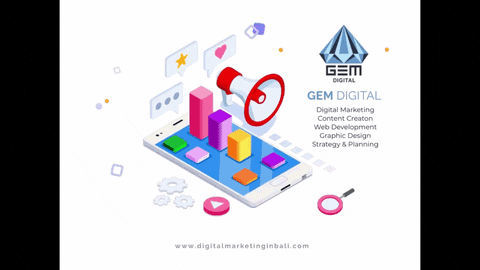 GEM
DIGITAL
GEM DIGITAL
Digital Marketing
Content Creaton
Web Development
Graphic Design
Strategy & Planning
www.digitalmarketinginbali.com